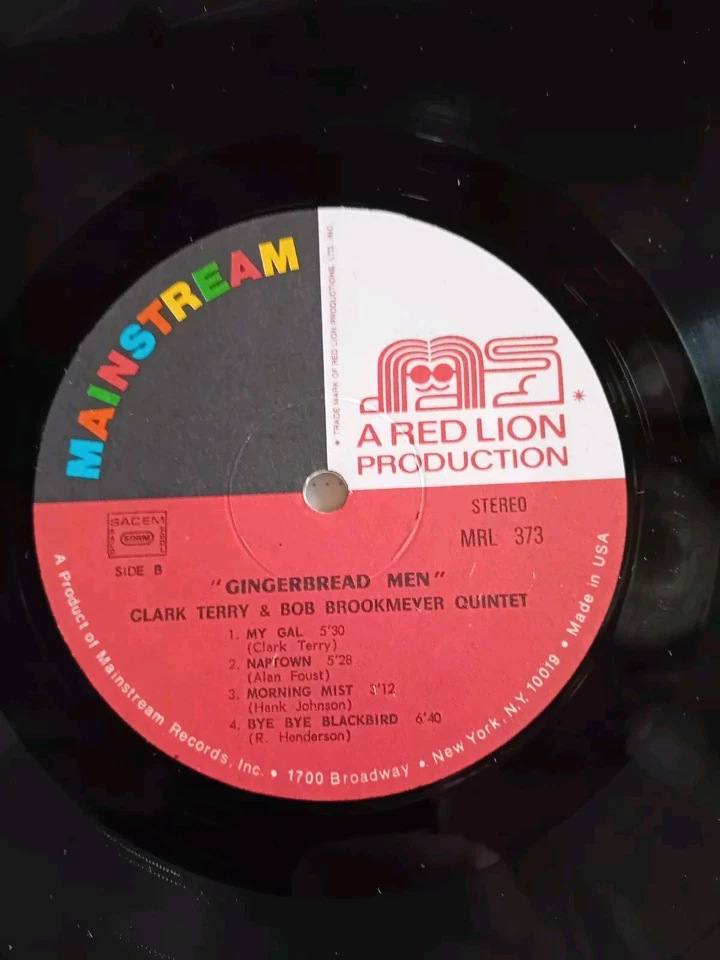 MAINSTREAM
* TRADE MARK OF RED LION PRODUCTIONS, LTD. INC.
A RED LION *
PRODUCTION
STEREO
MRL 373
SACEM
SDRM
SIDE B
"GINGERBREAD MEN"
CLARK TERRY & BOB BROOKMEYER QUINTET
1. MY GAL 5'30
(Clark Terry)
2. NAPTOWN 5'28
(Alan Foust)
3. MORNING MIST
(Hank Johnson)
4. BYE BYE BLACKBIRD 6'40
(R. Henderson)
A Product of Mainstream Records, Inc. • 1700 Broadway • New York, N.Y. 10019 • Made in USA